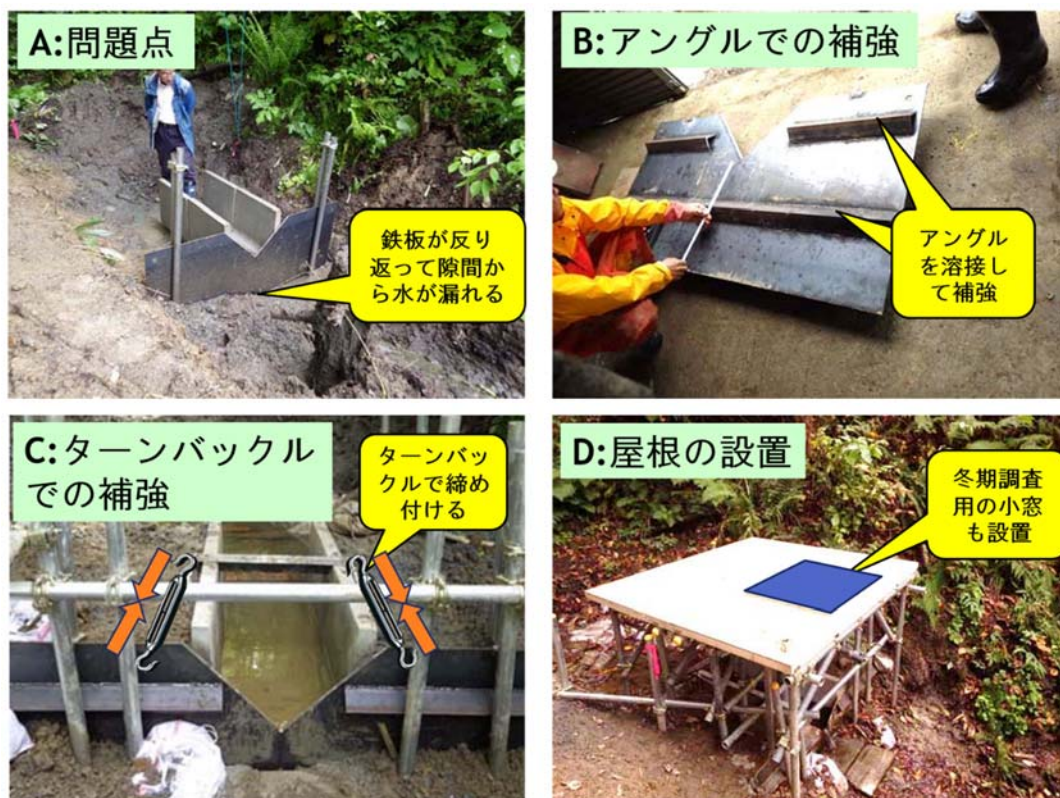 A:問題点
鉄板が反り
返って隙間か
ら水が漏れる
B:アングルでの補強
アングル
を溶接し
て補強
C:ターンバックル
での補強
ターンバッ
クルで締め
付ける
D:屋根の設置
冬期調査
用の小窓
も設置